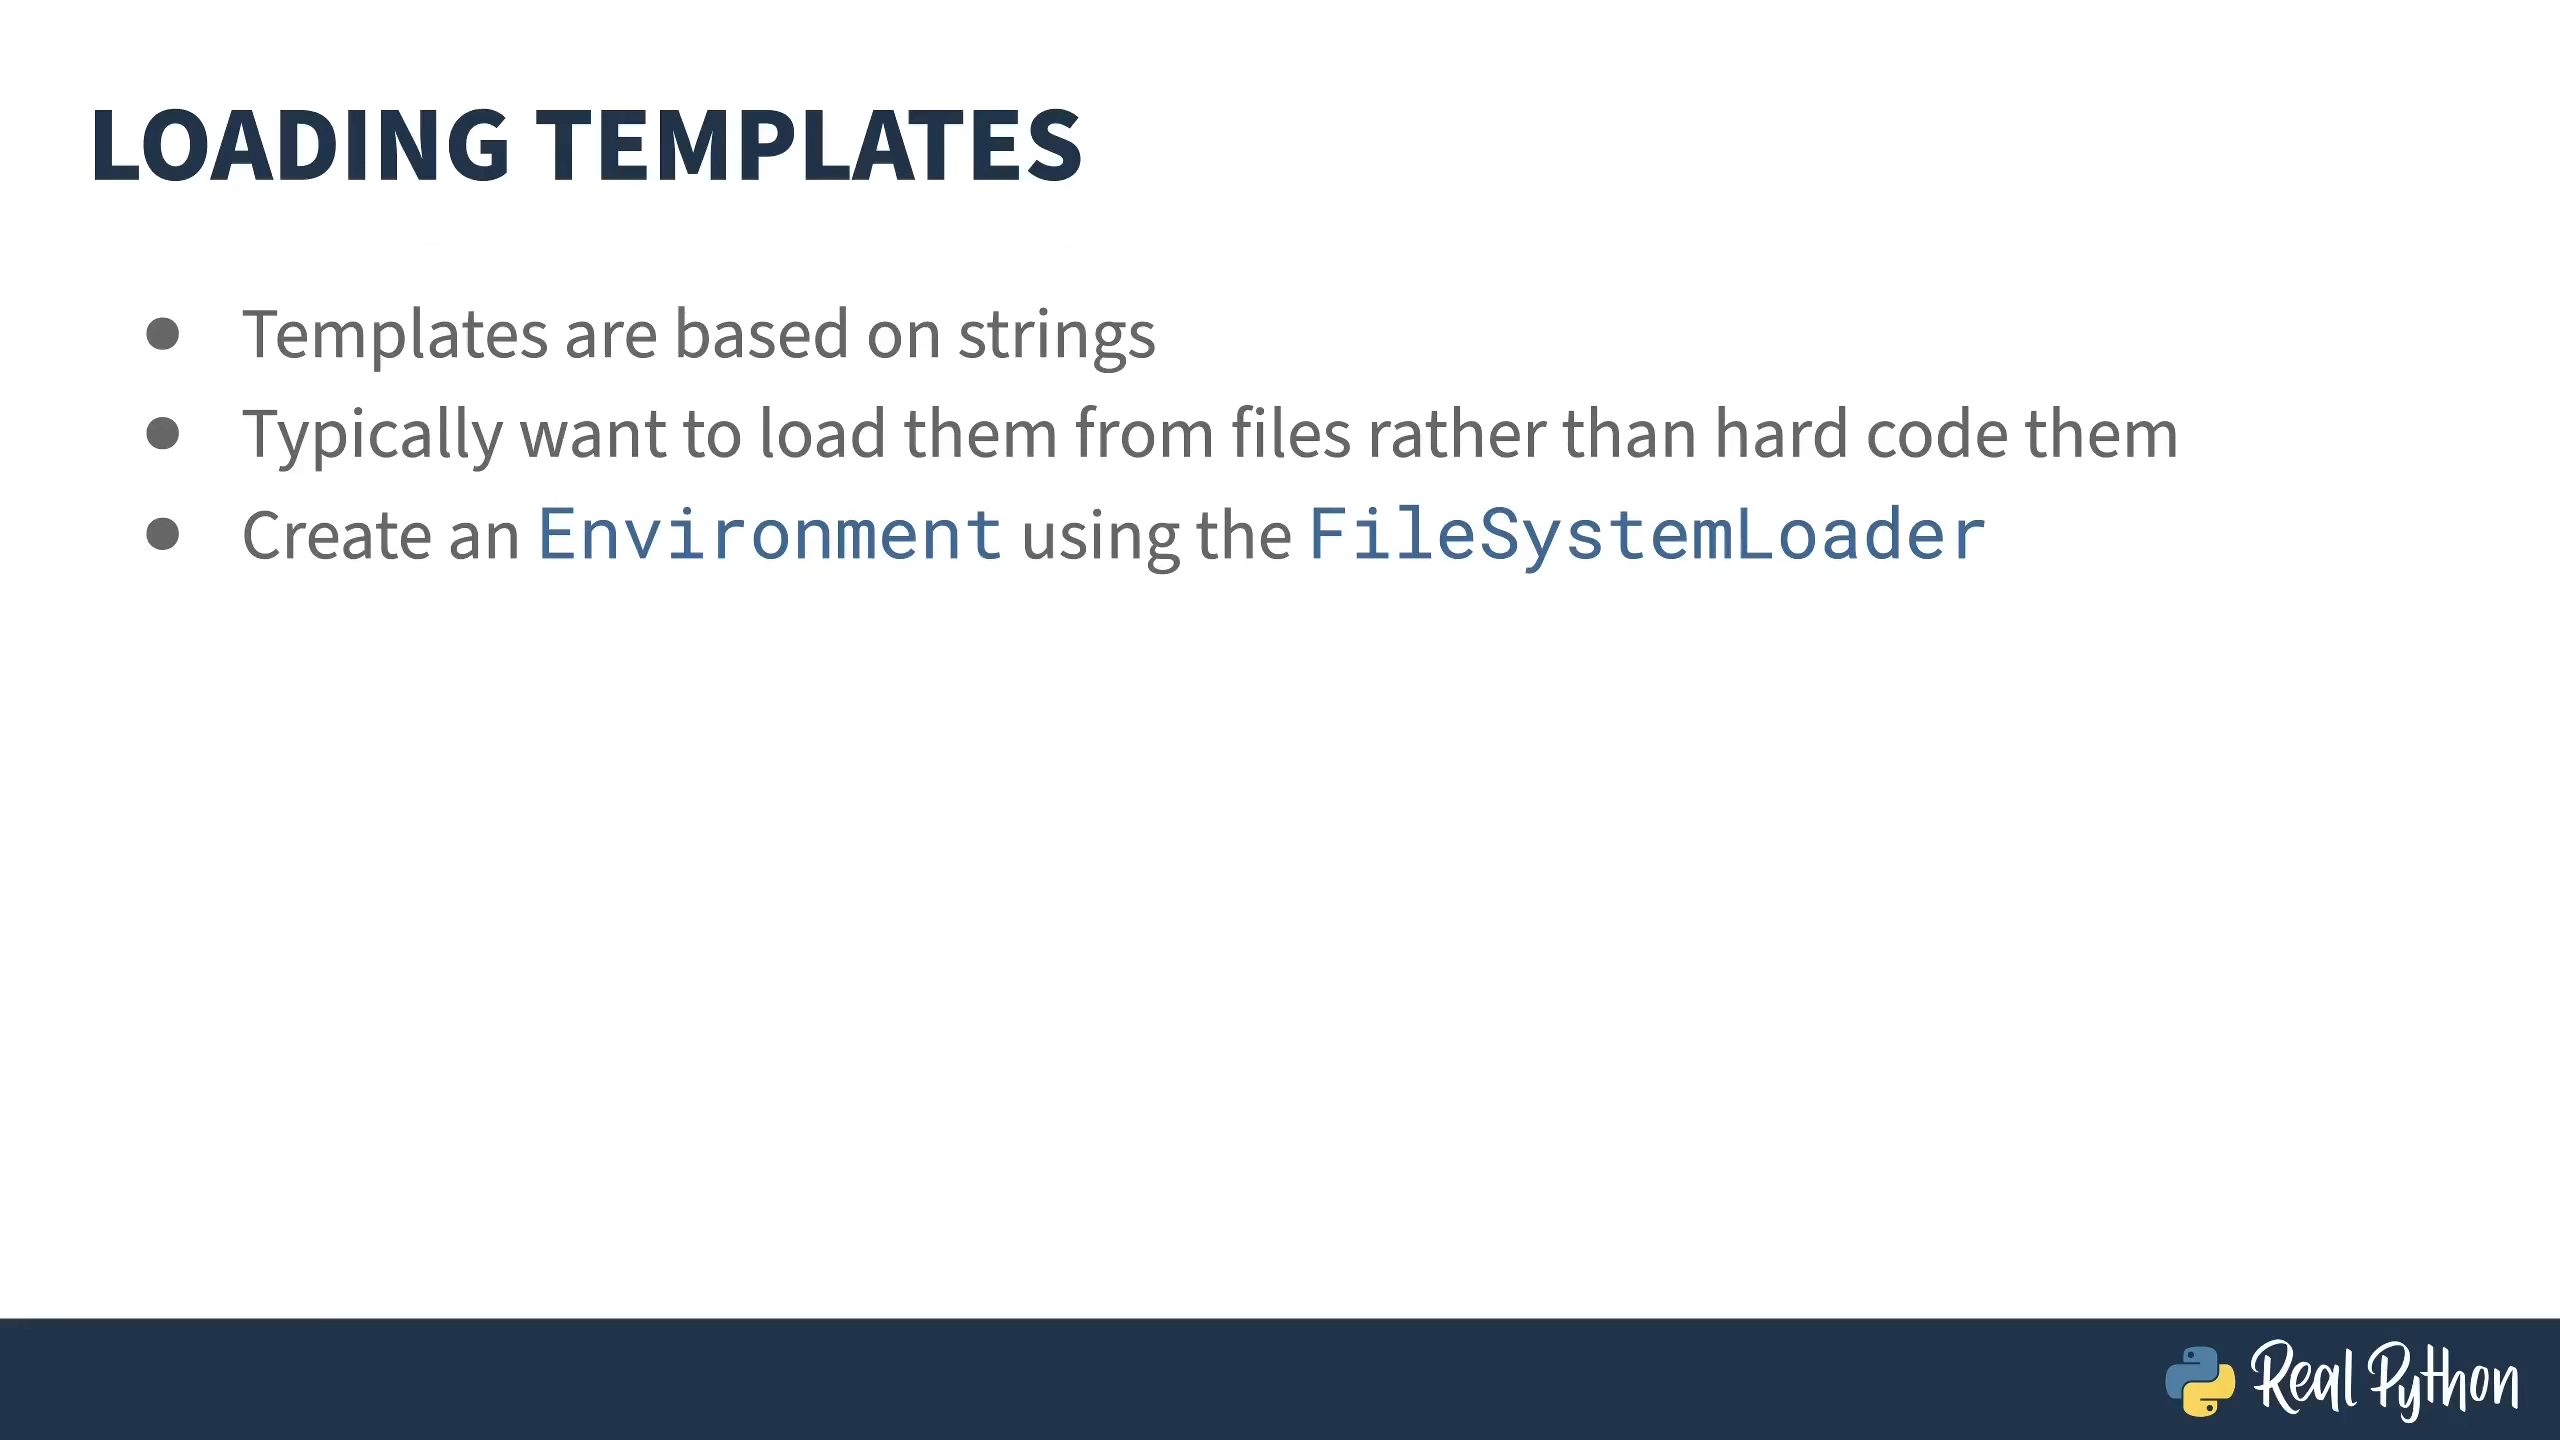 LOADING TEMPLATES
● Templates are based on strings
● Typically want to load them from files rather than hard code them
● Create an Environment using the FileSystemLoader
Real Python